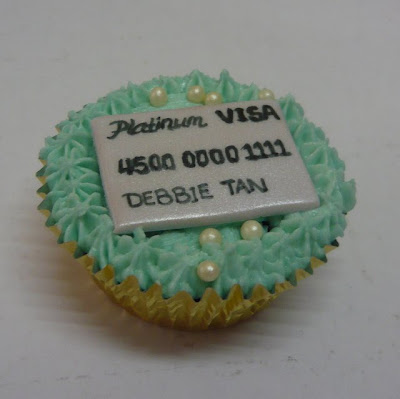 Platinum VISA
4500 0000 1111
DEBBIE TAN